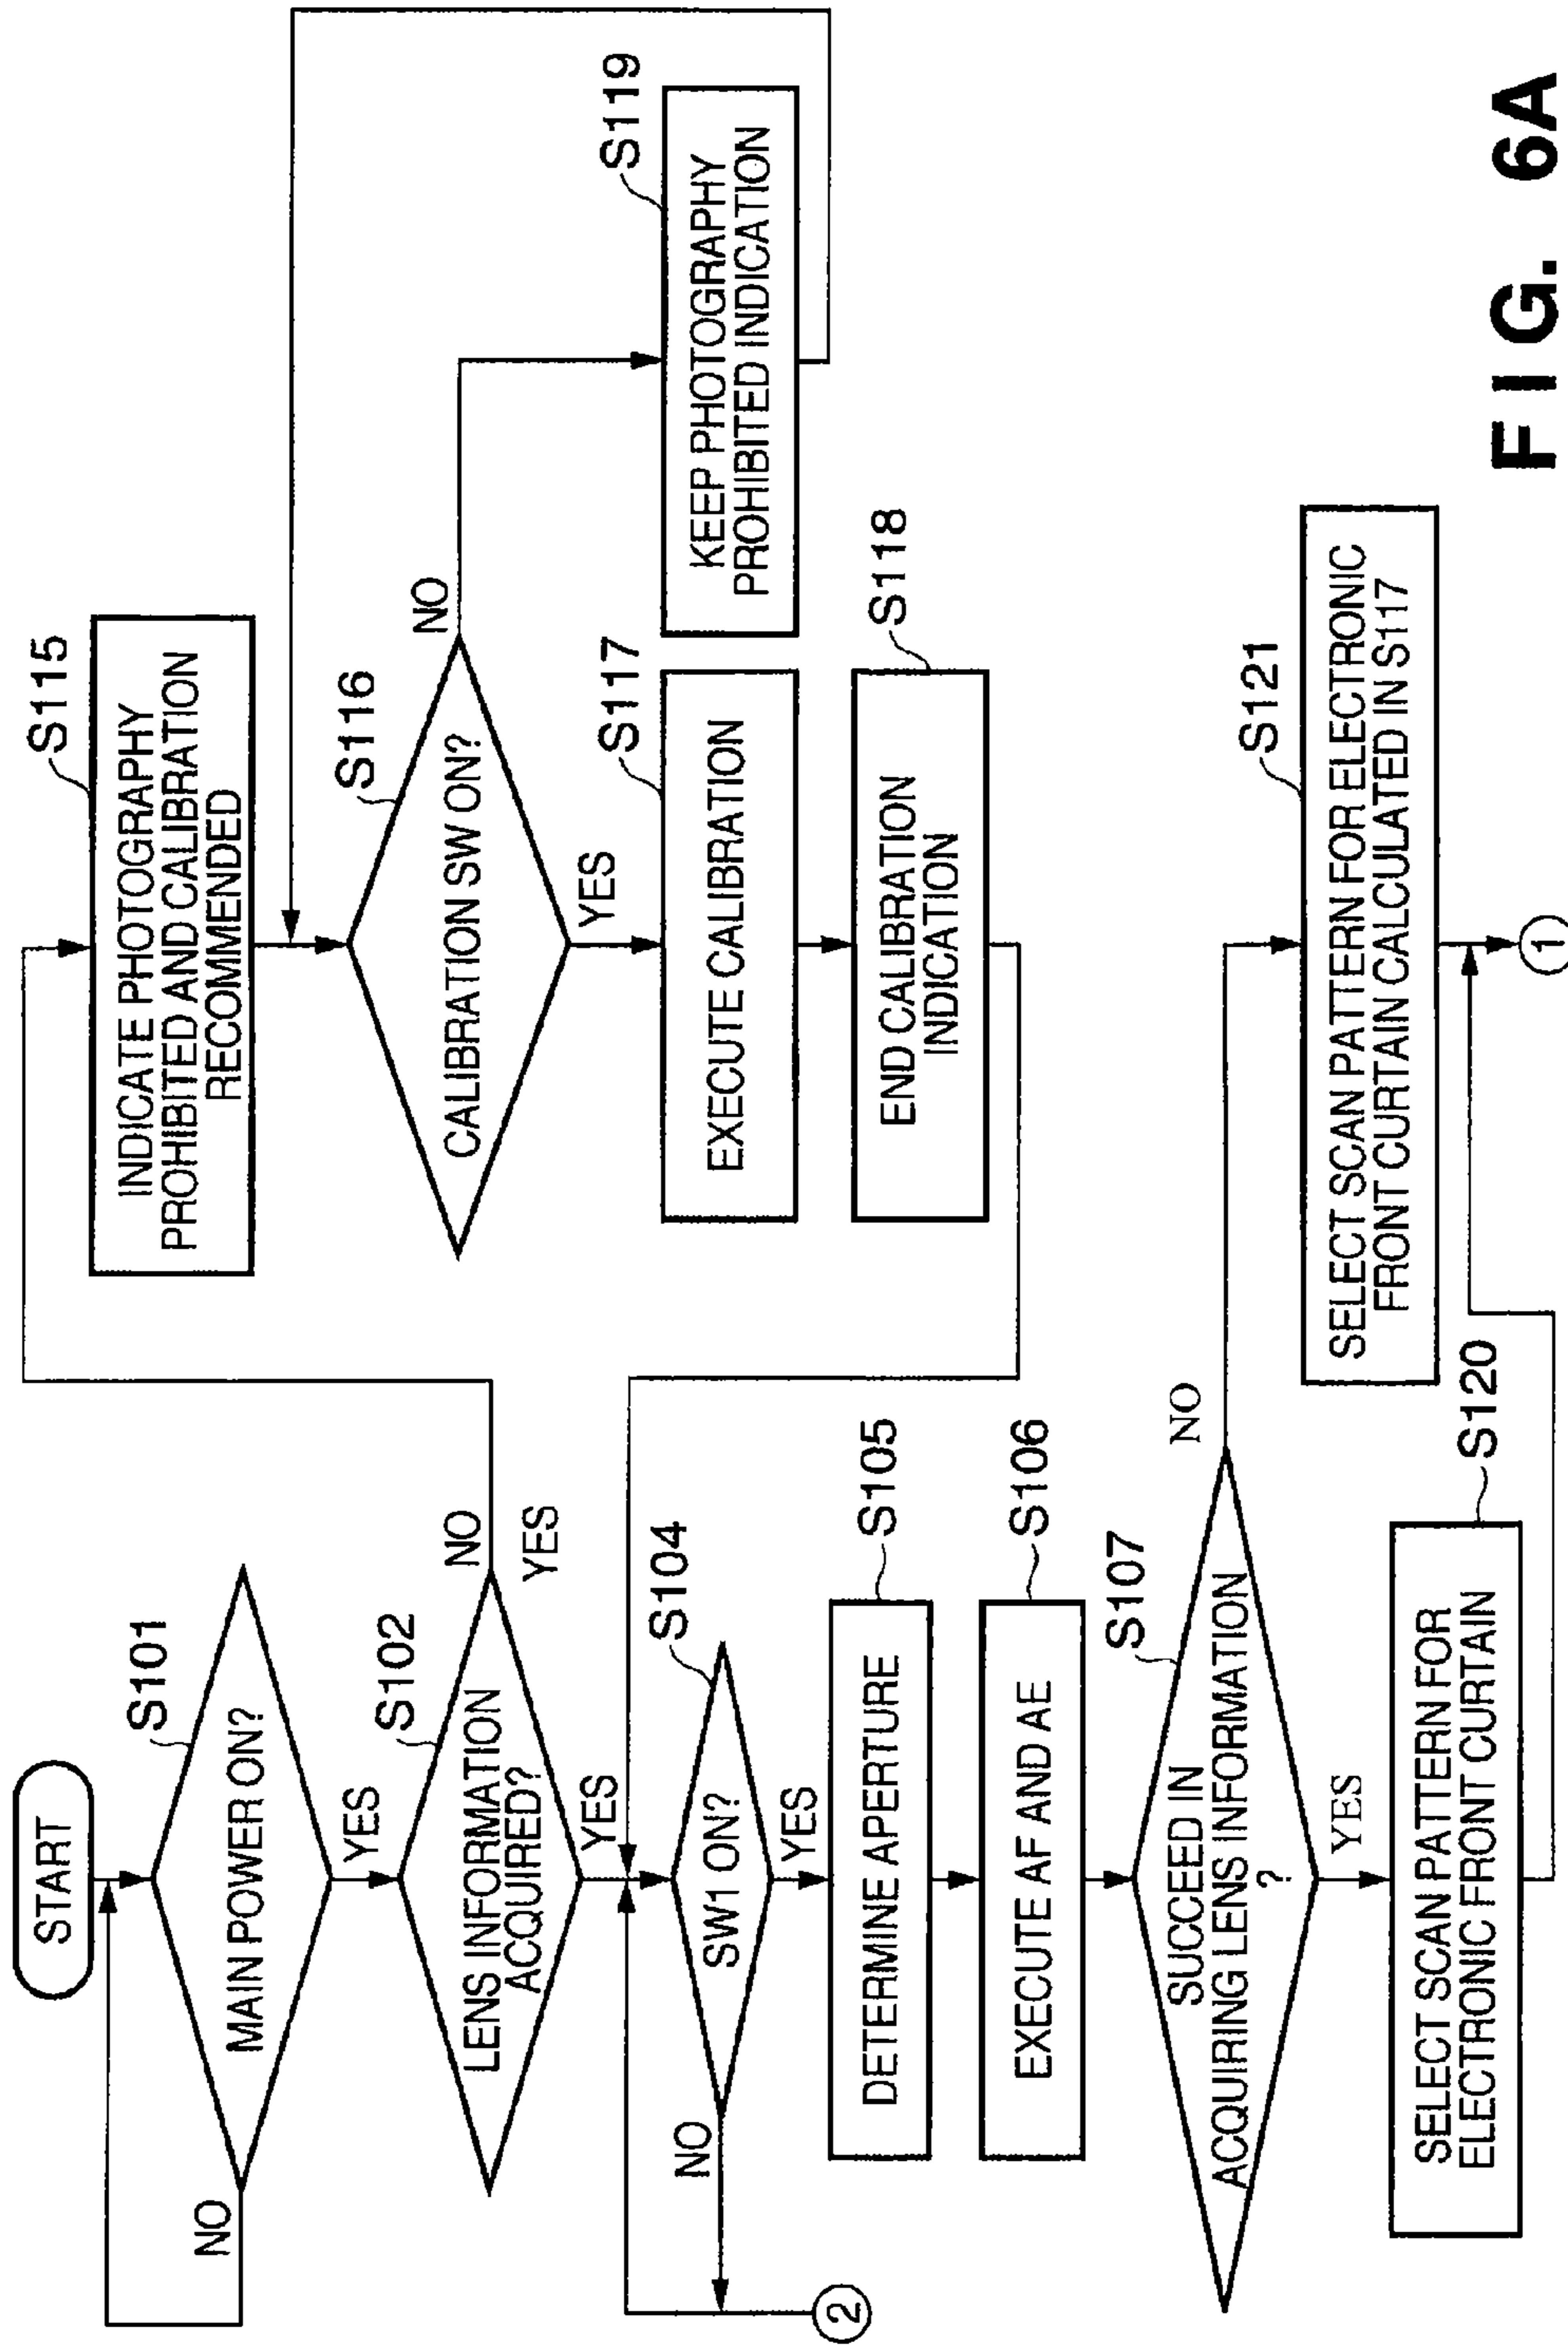 START
S101
MAIN POWER ON?
NO
YES
S102
LENS INFORMATION
ACQUIRED?
NO
YES
YES
S104
SW1 ON?
NO
YES
2
S105
DETERMINE APERTURE
S106
EXECUTE AF AND AE
S107
SUCCEED IN
ACQUIRING LENS INFORMATION
?
NO
YES
S120
SELECT SCAN PATTERN FOR
ELECTRONIC FRONT CURTAIN
S115
INDICATE PHOTOGRAPHY
PROHIBITED AND CALIBRATION
RECOMMENDED
S116
CALIBRATION SW ON?
NO
YES
S117
EXECUTE CALIBRATION
S118
END CALIBRATION
INDICATION
S119
KEEP PHOTOGRAPHY
PROHIBITED INDICATION
S121
SELECT SCAN PATTERN FOR ELECTRONIC
FRONT CURTAIN CALCULATED IN S117
1
FIG. 6A